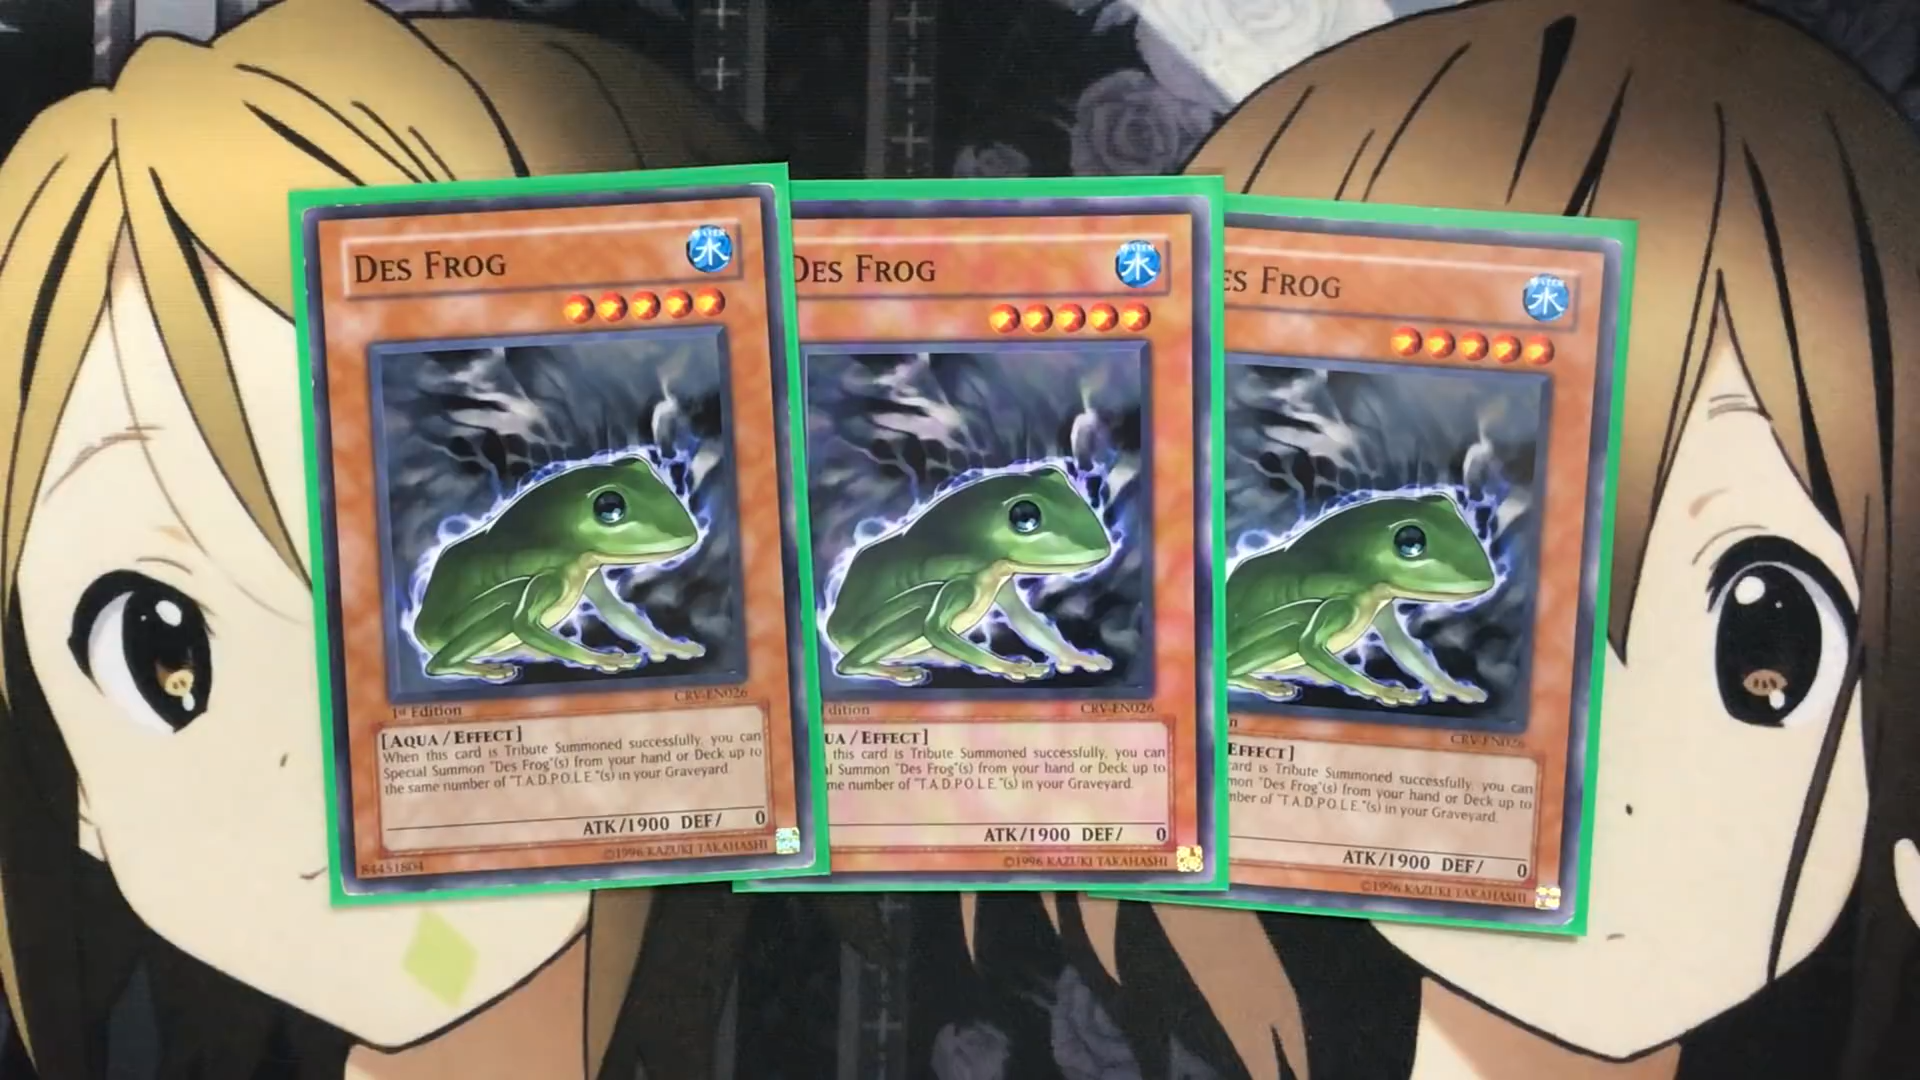 DES FROG
WATER
水
1st Edition
CRV-EN026
[AQUA / EFFECT]
When this card is Tribute Summoned successfully, you can
Special Summon "Des Frog"(s) from your hand or Deck up to
the same number of "T.A.D.P.O.L.E."(s) in your Graveyard.
ATK/1900 DEF/ 0
84451804
©1996 KAZUKI TAKAHASHI
DES FROG
WATER
水
Edition
CRV-EN026
UA / EFFECT]
this card is Tribute Summoned successfully, you can
l Summon "Des Frog"(s) from your hand or Deck up to
me number of "T.A.D.P.O.L.E."(s) in your Graveyard.
ATK/1900 DEF/ 0
©1996 KAZUKI TAKAHASHI
ES FROG
WATER
水
n
CRV-EN026
EFFECT]
card is Tribute Summoned successfully, you can
mon "Des Frog"(s) from your hand or Deck up to
mber of "T.A.D.P.O.L.E."(s) in your Graveyard.
ATK/1900 DEF/ 0
©1996 KAZUKI TAKAHASHI